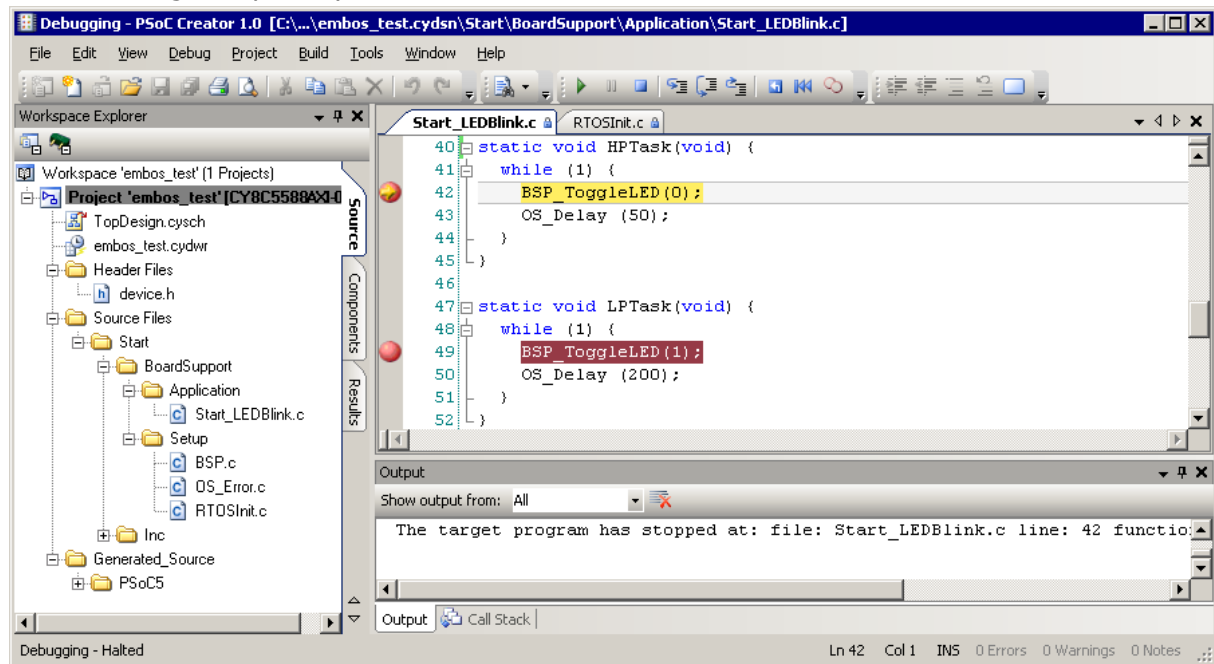 Debugging - PSoC Creator 1.0 [C:\...\embos_test.cydsn\Start\BoardSupport\Application\Start_LEDBlink.c]
File Edit View Debug Project Build Tools Window Help
Workspace Explorer
Workspace 'embos_test' (1 Projects)
Project 'embos_test' [CY8C5588AXI-0
TopDesign.cysch
embos_test.cydwr
Header Files
device.h
Source Files
Start
BoardSupport
Application
Start_LEDBlink.c
Setup
BSP.c
OS_Error.c
RTOSInit.c
Inc
Generated_Source
PSoC5
Source
Components
Results
Start_LEDBlink.c RTOSInit.c
40 static void HPTask(void) {
41 while (1) {
42 BSP_ToggleLED(0);
43 OS_Delay (50);
44 }
45 }
46
47 static void LPTask(void) {
48 while (1) {
49 BSP_ToggleLED(1);
50 OS_Delay (200);
51 }
52 }
Output
Show output from: All
The target program has stopped at: file: Start_LEDBlink.c line: 42 functio
Output Call Stack
Debugging - Halted Ln 42 Col 1 INS 0 Errors 0 Warnings 0 Notes